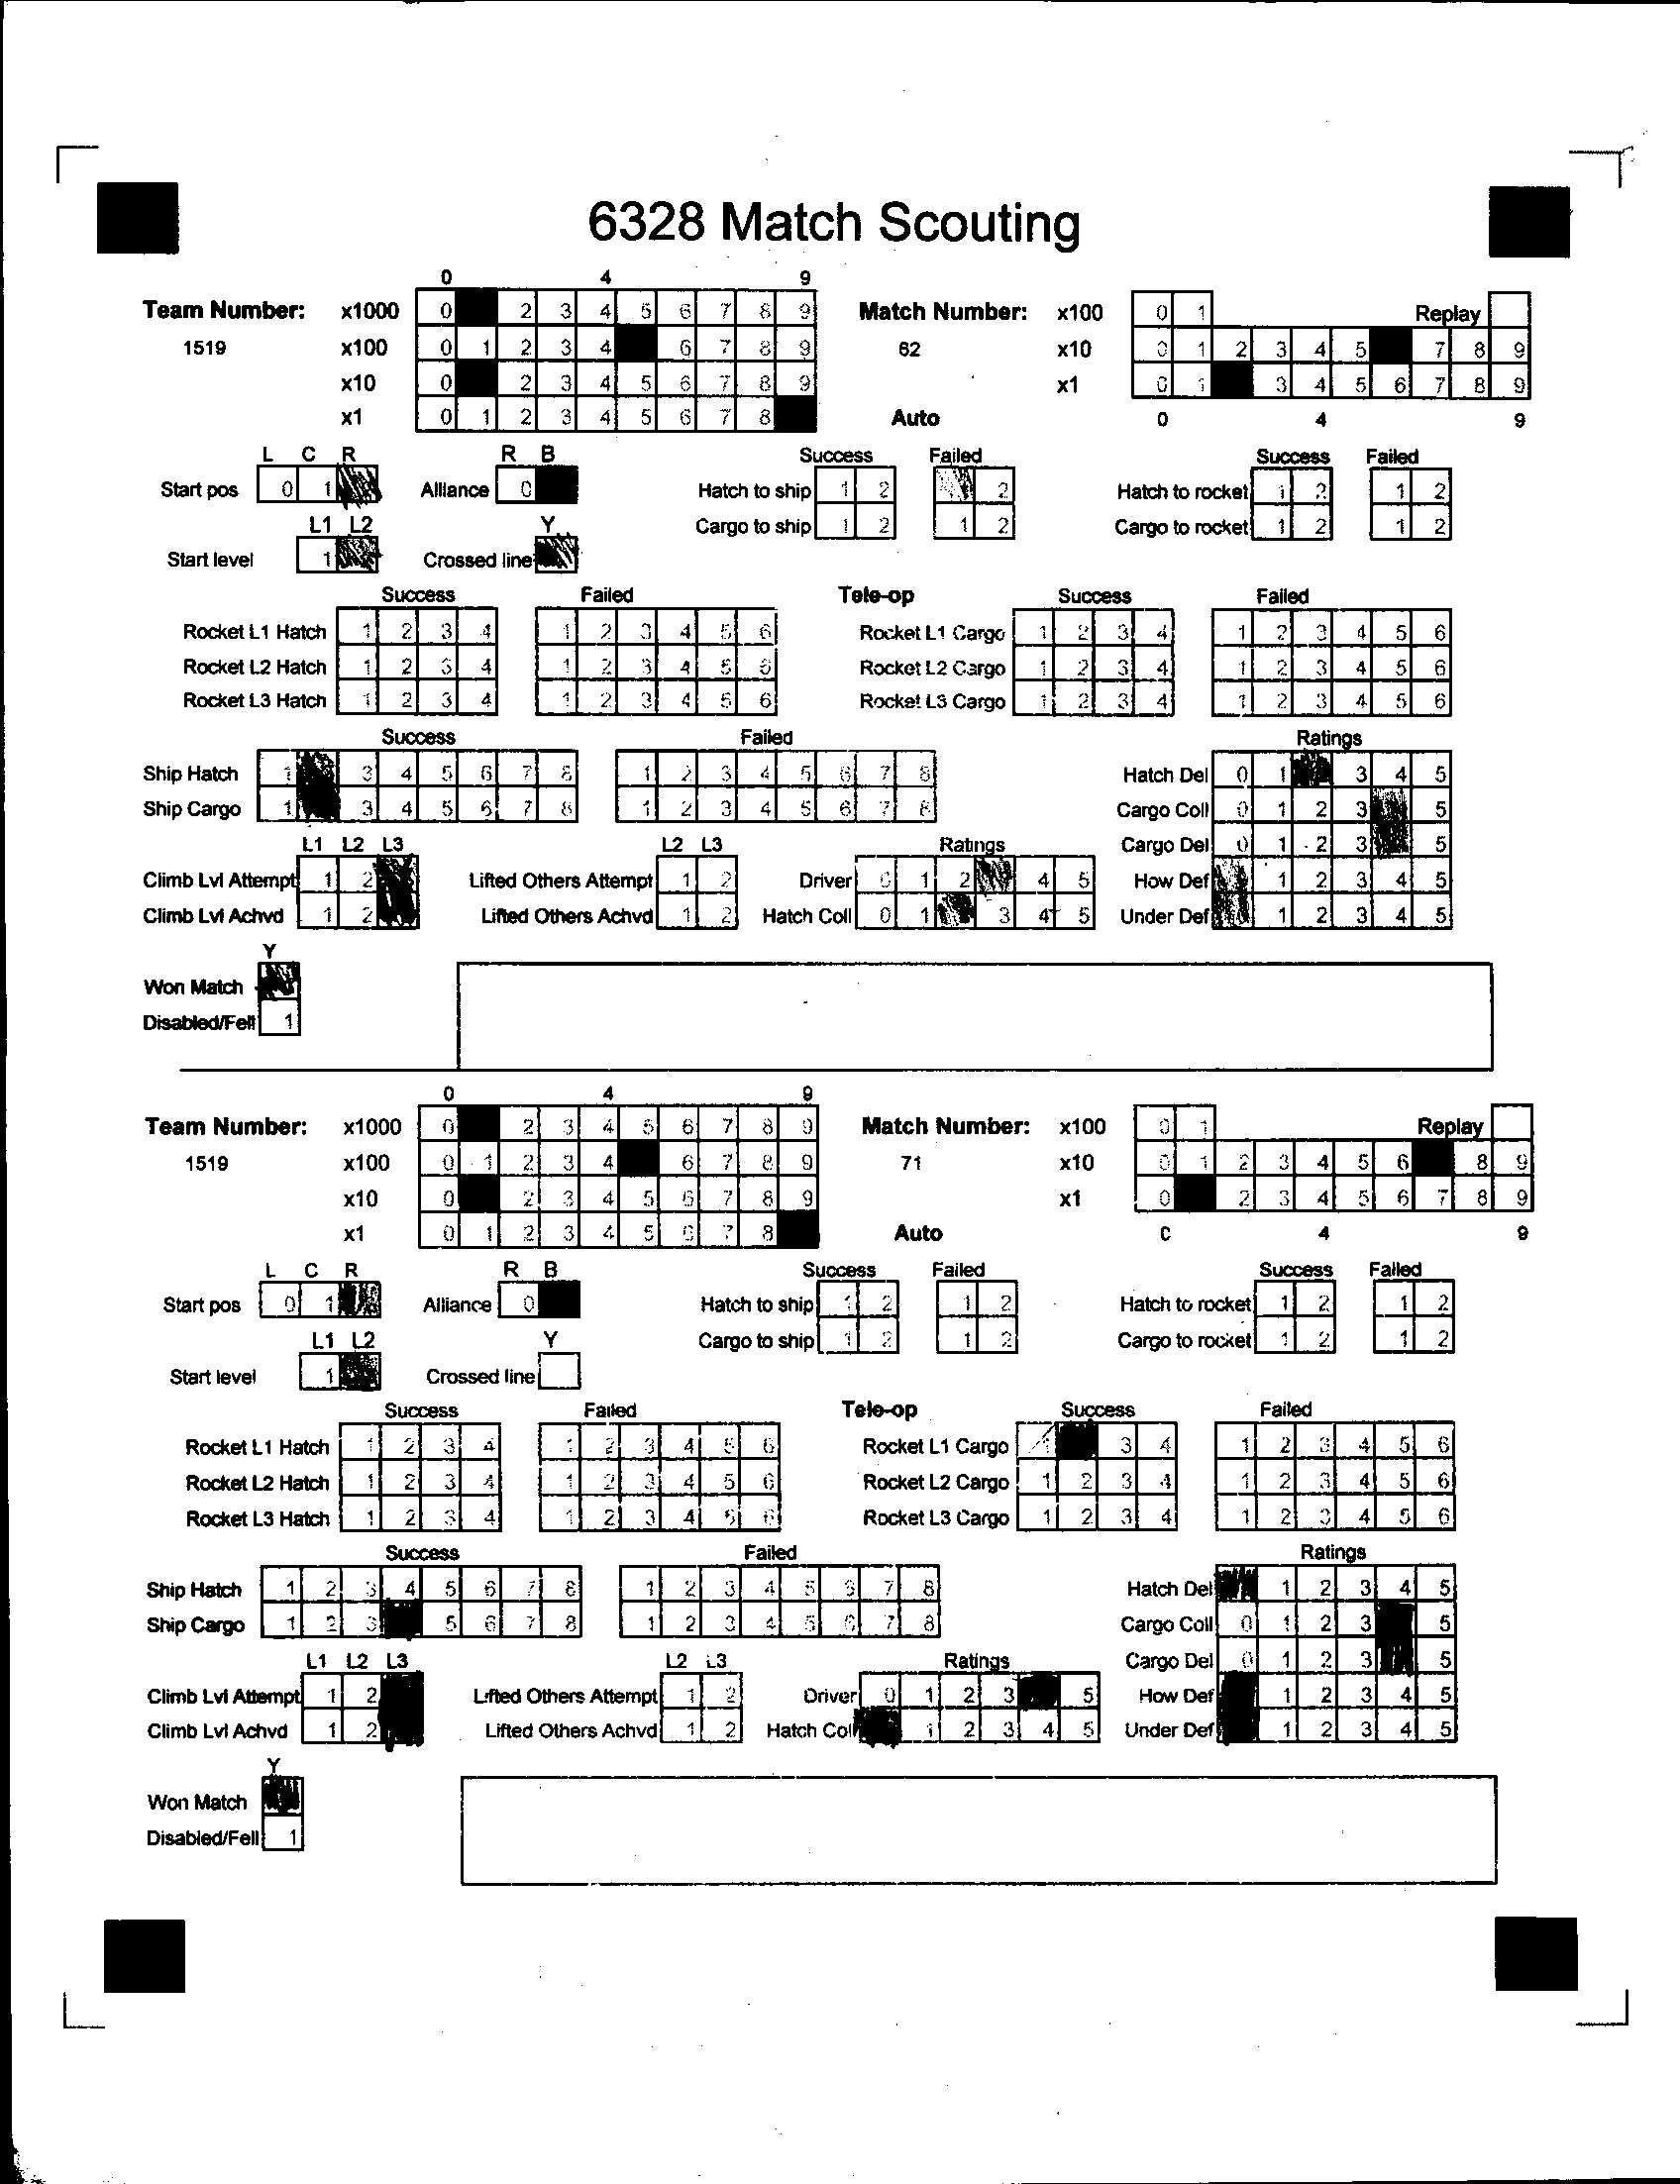 6328 Match Scouting
0 4 9
Team Number: x1000 0 2 3 4 5 6 7 8 9 Match Number: x100 0 1 Replay
1519 x100 0 1 2 3 4 6 7 8 9 62 x10 0 1 2 3 4 5 7 8 9
x10 0 2 3 4 5 6 7 8 9 x1 0 1 3 4 5 6 7 8 9
x1 0 1 2 3 4 5 6 7 8 Auto 0 4 9
L C R R B Success Failed Success Failed
Start pos 0 1 Alliance 0 Hatch to ship 1 2 2 Hatch to rocket 1 2 1 2
L1 L2 Y Cargo to ship 1 2 1 2 Cargo to rocket 1 2 1 2
Start level 1 Crossed line
Success Failed Tele-op Success Failed
Rocket L1 Hatch 1 2 3 4 1 2 3 4 5 6 Rocket L1 Cargo 1 2 3 4 1 2 3 4 5 6
Rocket L2 Hatch 1 2 3 4 1 2 3 4 5 6 Rocket L2 Cargo 1 2 3 4 1 2 3 4 5 6
Rocket L3 Hatch 1 2 3 4 1 2 3 4 5 6 Rocket L3 Cargo 1 2 3 4 1 2 3 4 5 6
Success Failed Ratings
Ship Hatch 1 3 4 5 6 7 8 1 2 3 4 5 6 7 8 Hatch Del 0 1 3 4 5
Ship Cargo 1 3 4 5 6 7 8 1 2 3 4 5 6 7 8 Cargo Coll 0 1 2 3 5
L1 L2 L3 L2 L3 Ratings Cargo Del 0 1 2 3 5
Climb Lvl Attempt 1 2 Lifted Others Attempt 1 2 Driver 0 1 2 4 5 How Def 1 2 3 4 5
Climb Lvl Achvd 1 2 Lifted Others Achvd 1 2 Hatch Coll 0 1 3 4 5 Under Def 1 2 3 4 5
Y
Won Match
Disabled/Fell 1
0 4 9
Team Number: x1000 0 2 3 4 5 6 7 8 9 Match Number: x100 0 1 Replay
1519 x100 0 1 2 3 4 6 7 8 9 71 x10 0 1 2 3 4 5 6 8 9
x10 0 2 3 4 5 6 7 8 9 x1 0 2 3 4 5 6 7 8 9
x1 0 1 2 3 4 5 6 7 8 Auto 0 4 9
L C R R B Success Failed Success Failed
Start pos 0 1 Alliance 0 Hatch to ship 1 2 1 2 Hatch to rocket 1 2 1 2
L1 L2 Y Cargo to ship 1 2 1 2 Cargo to rocket 1 2 1 2
Start level 1 Crossed line
Success Failed Tele-op Success Failed
Rocket L1 Hatch 1 2 3 4 1 2 3 4 5 6 Rocket L1 Cargo 1 3 4 1 2 3 4 5 6
Rocket L2 Hatch 1 2 3 4 1 2 3 4 5 6 Rocket L2 Cargo 1 2 3 4 1 2 3 4 5 6
Rocket L3 Hatch 1 2 3 4 1 2 3 4 5 6 Rocket L3 Cargo 1 2 3 4 1 2 3 4 5 6
Success Failed Ratings
Ship Hatch 1 2 3 4 5 6 7 8 1 2 3 4 5 6 7 8 Hatch Del 1 2 3 4 5
Ship Cargo 1 2 3 5 6 7 8 1 2 3 4 5 6 7 8 Cargo Coll 0 1 2 3 5
L1 L2 L3 L2 L3 Ratings Cargo Del 0 1 2 3 5
Climb Lvl Attempt 1 2 Lifted Others Attempt 1 2 Driver 0 1 2 3 5 How Def 1 2 3 4 5
Climb Lvl Achvd 1 2 Lifted Others Achvd 1 2 Hatch Coll 1 2 3 4 5 Under Def 1 2 3 4 5
Y
Won Match
Disabled/Fell 1